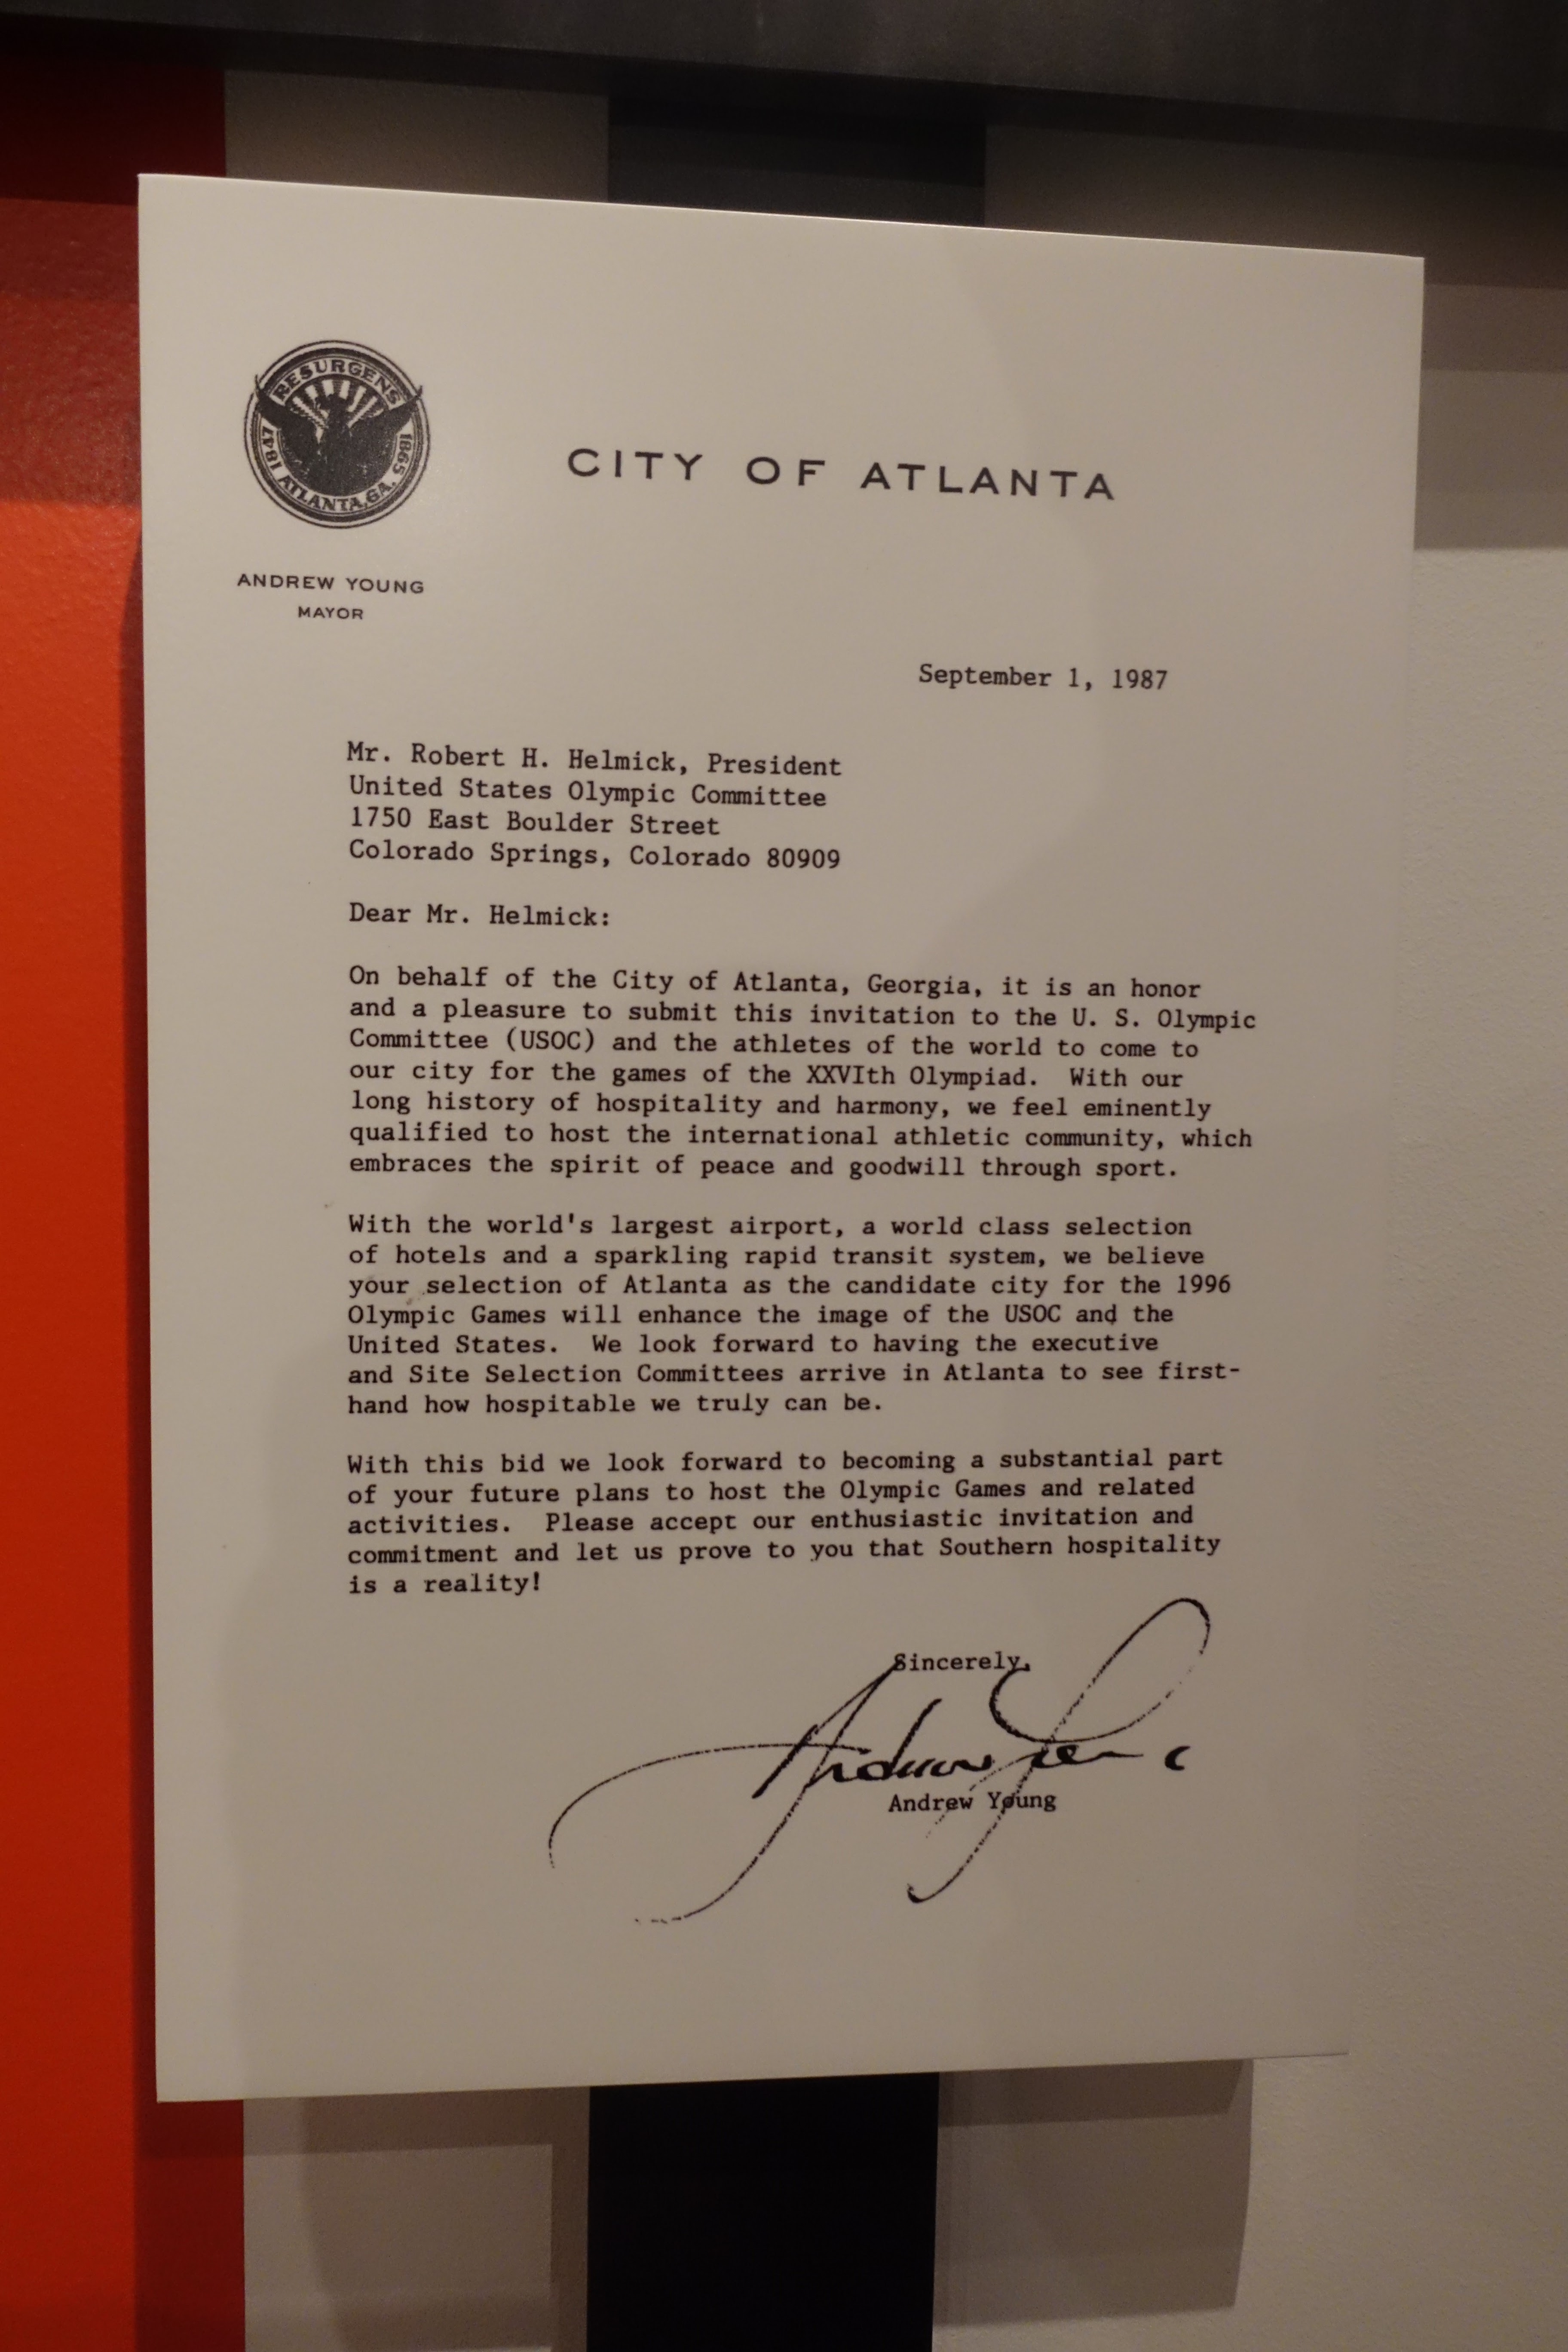 RESURGENS
1847 ATLANTA, GA. 1865
CITY OF ATLANTA
ANDREW YOUNG
MAYOR
September 1, 1987
Mr. Robert H. Helmick, President
United States Olympic Committee
1750 East Boulder Street
Colorado Springs, Colorado 80909
Dear Mr. Helmick:
On behalf of the City of Atlanta, Georgia, it is an honor
and a pleasure to submit this invitation to the U. S. Olympic
Committee (USOC) and the athletes of the world to come to
our city for the games of the XXVIth Olympiad. With our
long history of hospitality and harmony, we feel eminently
qualified to host the international athletic community, which
embraces the spirit of peace and goodwill through sport.
With the world's largest airport, a world class selection
of hotels and a sparkling rapid transit system, we believe
your selection of Atlanta as the candidate city for the 1996
Olympic Games will enhance the image of the USOC and the
United States. We look forward to having the executive
and Site Selection Committees arrive in Atlanta to see first-
hand how hospitable we truly can be.
With this bid we look forward to becoming a substantial part
of your future plans to host the Olympic Games and related
activities. Please accept our enthusiastic invitation and
commitment and let us prove to you that Southern hospitality
is a reality!
Sincerely,
Andrew Young
Andrew Young